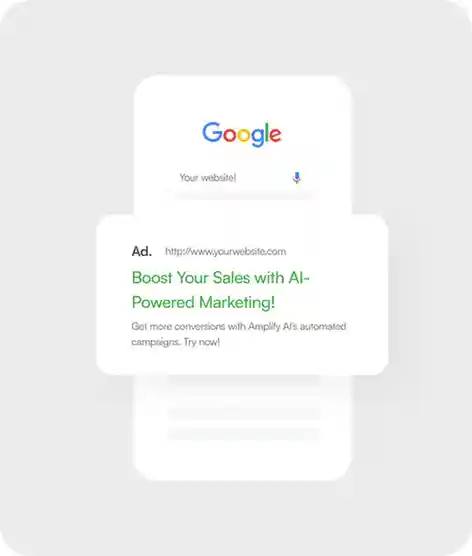 Google
Your website|
Ad. http://www.yourwebsite.com
Boost Your Sales with AI-
Powered Marketing!
Get more conversions with Amplify AI's automated
campaigns. Try now!